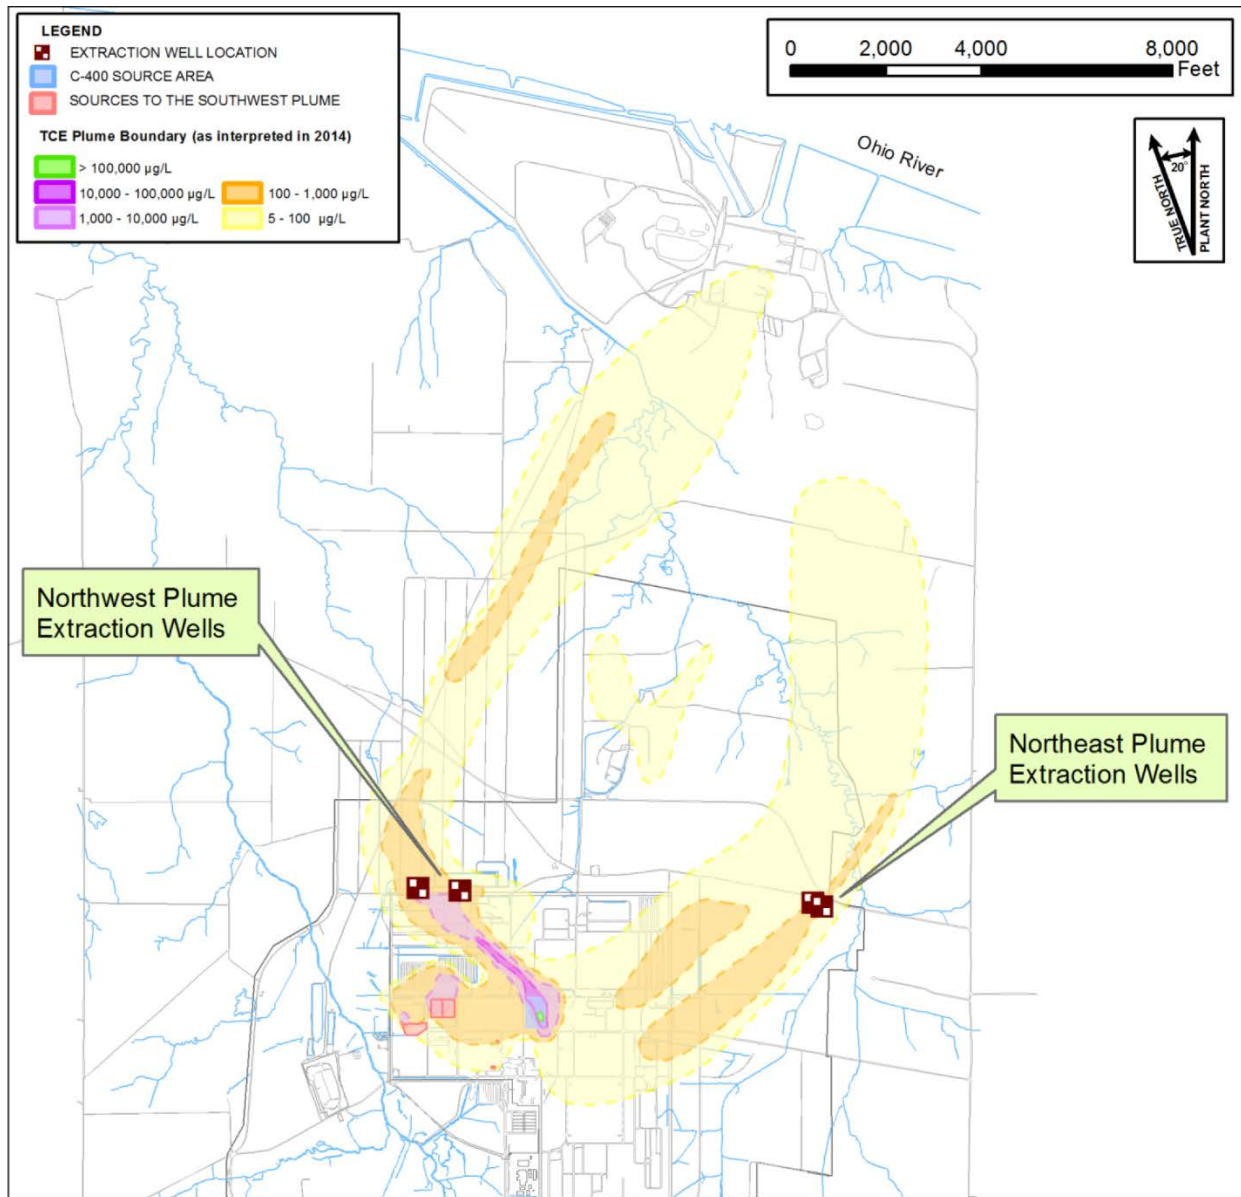 LEGEND
EXTRACTION WELL LOCATION
C-400 SOURCE AREA
SOURCES TO THE SOUTHWEST PLUME
TCE Plume Boundary (as interpreted in 2014)
> 100,000 µg/L
10,000 - 100,000 µg/L
100 - 1,000 µg/L
1,000 - 10,000 µg/L
5 - 100 µg/L
0 2,000 4,000 8,000
Feet
20°
TRUE NORTH
PLANT NORTH
Ohio River
Northwest Plume
Extraction Wells
Northeast Plume
Extraction Wells